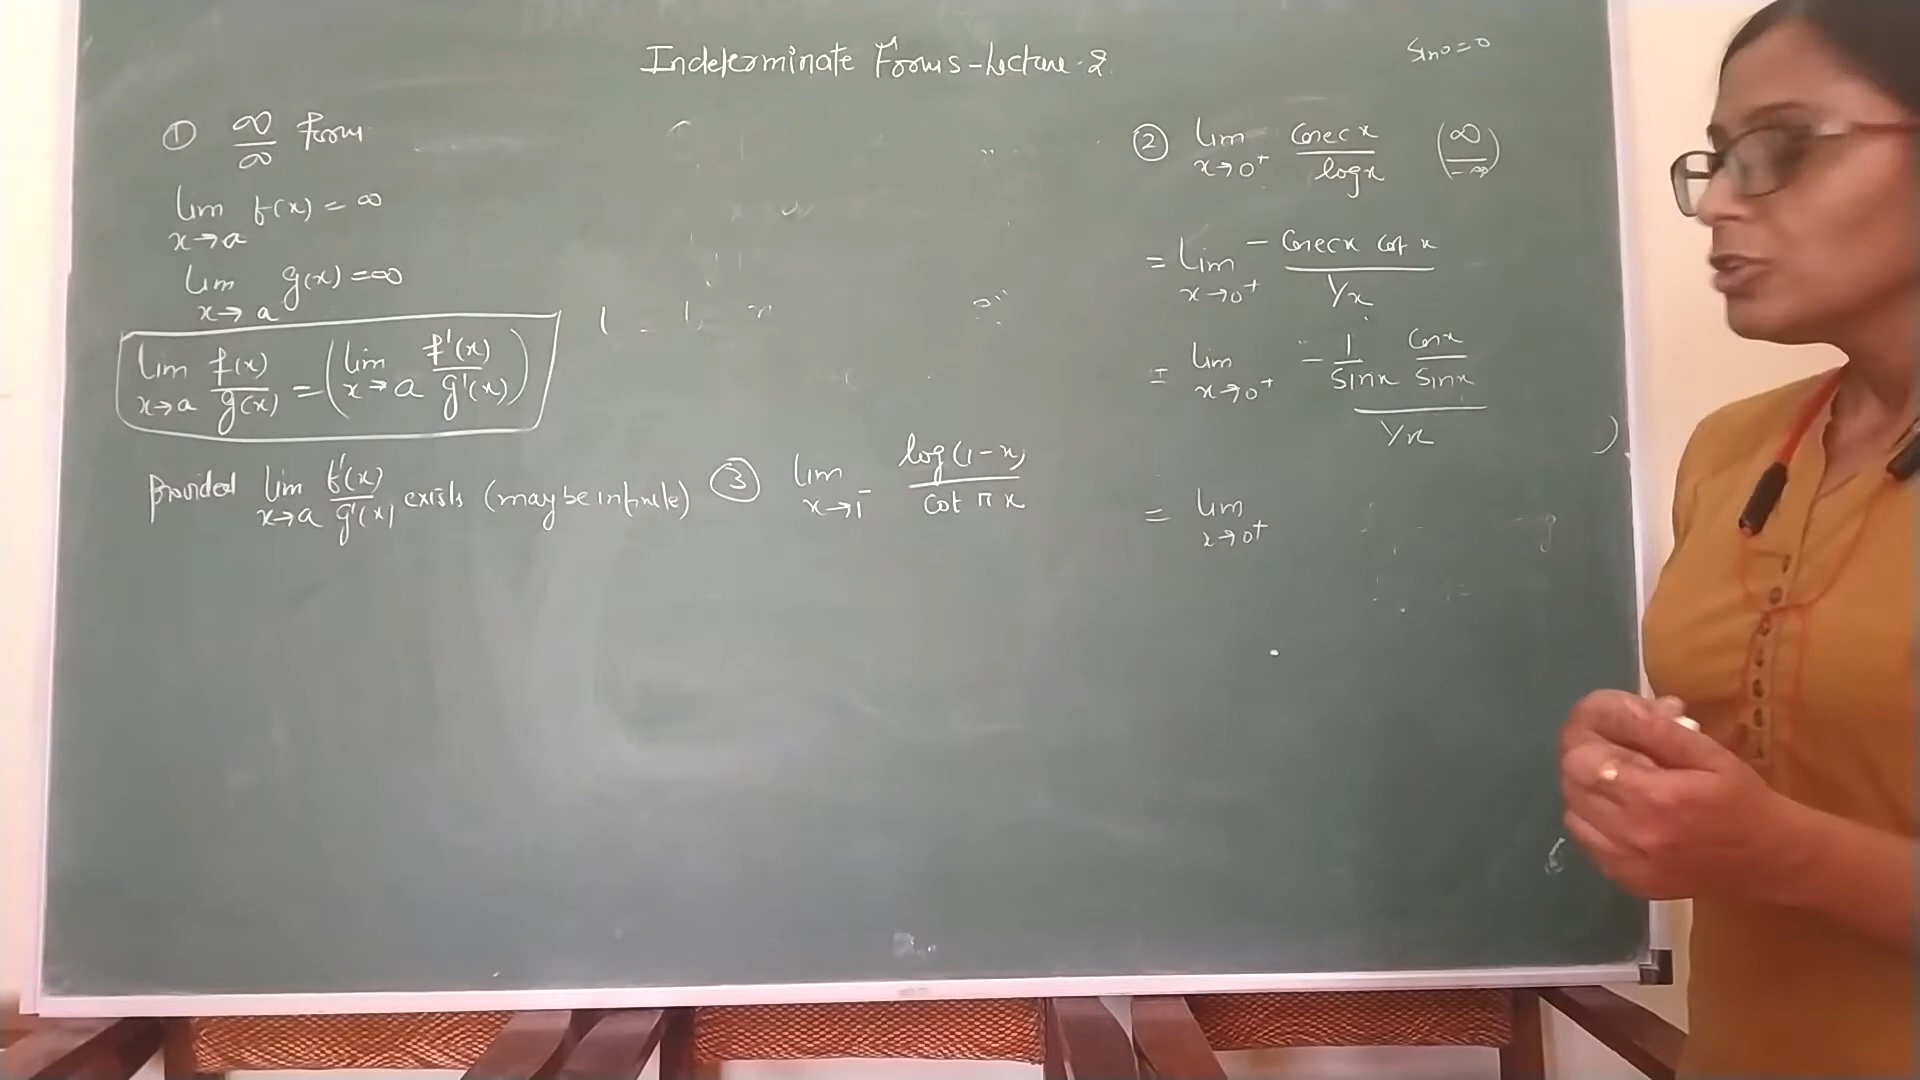 Indeterminate Forms-Lecture-2
sin0=0
① ∞/∞ Form
lim x→a f(x) = ∞
lim x→a g(x) = ∞
lim x→a f(x)/g(x) = (lim x→a f'(x)/g'(x))
provided lim x→a f'(x)/g'(x) exists (may be infinite)
③ lim x→1⁻ log(1-x)/cot πx
② lim x→0⁺ cosec x/log x (∞/-∞)
= lim x→0⁺ - cosec x cot x / 1/x
= lim x→0⁺ - 1/sin x cos x/sin x / 1/x
= lim x→0⁺